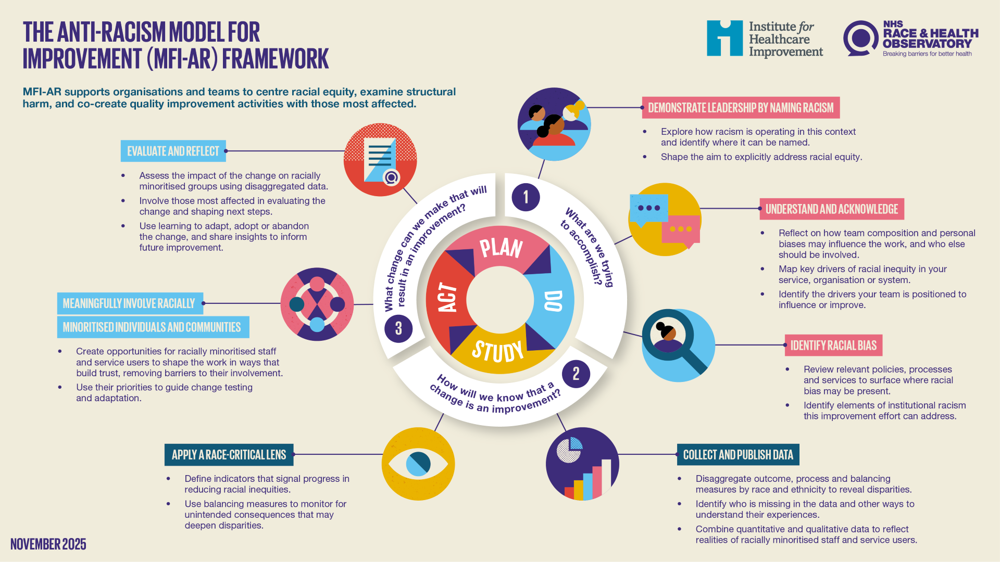 THE ANTI-RACISM MODEL FOR
IMPROVEMENT (MFI-AR) FRAMEWORK
Institute for
Healthcare
Improvement
NHS
RACE & HEALTH
OBSERVATORY
Breaking barriers for better health
MFI-AR supports organisations and teams to centre racial equity, examine structural
harm, and co-create quality improvement activities with those most affected.
DEMONSTRATE LEADERSHIP BY NAMING RACISM
• Explore how racism is operating in this context
and identify where it can be named.
• Shape the aim to explicitly address racial equity.
UNDERSTAND AND ACKNOWLEDGE
• Reflect on how team composition and personal
biases may influence the work, and who else
should be involved.
• Map key drivers of racial inequity in your
service, organisation or system.
• Identify the drivers your team is positioned to
influence or improve.
IDENTIFY RACIAL BIAS
• Review relevant policies, processes
and services to surface where racial
bias may be present.
• Identify elements of institutional racism
this improvement effort can address.
COLLECT AND PUBLISH DATA
• Disaggregate outcome, process and balancing
measures by race and ethnicity to reveal disparities.
• Identify who is missing in the data and other ways to
understand their experiences.
• Combine quantitative and qualitative data to reflect
realities of racially minoritised staff and service users.
APPLY A RACE-CRITICAL LENS
• Define indicators that signal progress in
reducing racial inequities.
• Use balancing measures to monitor for
unintended consequences that may
deepen disparities.
MEANINGFULLY INVOLVE RACIALLY
MINORITISED INDIVIDUALS AND COMMUNITIES
• Create opportunities for racially minoritised staff
and service users to shape the work in ways that
build trust, removing barriers to their involvement.
• Use their priorities to guide change testing
and adaptation.
EVALUATE AND REFLECT
• Assess the impact of the change on racially
minoritised groups using disaggregated data.
• Involve those most affected in evaluating the
change and shaping next steps.
• Use learning to adapt, adopt or abandon
the change, and share insights to inform
future improvement.
1
What are we trying
to accomplish?
2
How will we know that a
change is an improvement?
3
What change can we make that will
result in an improvement?
PLAN
DO
STUDY
ACT
NOVEMBER 2025